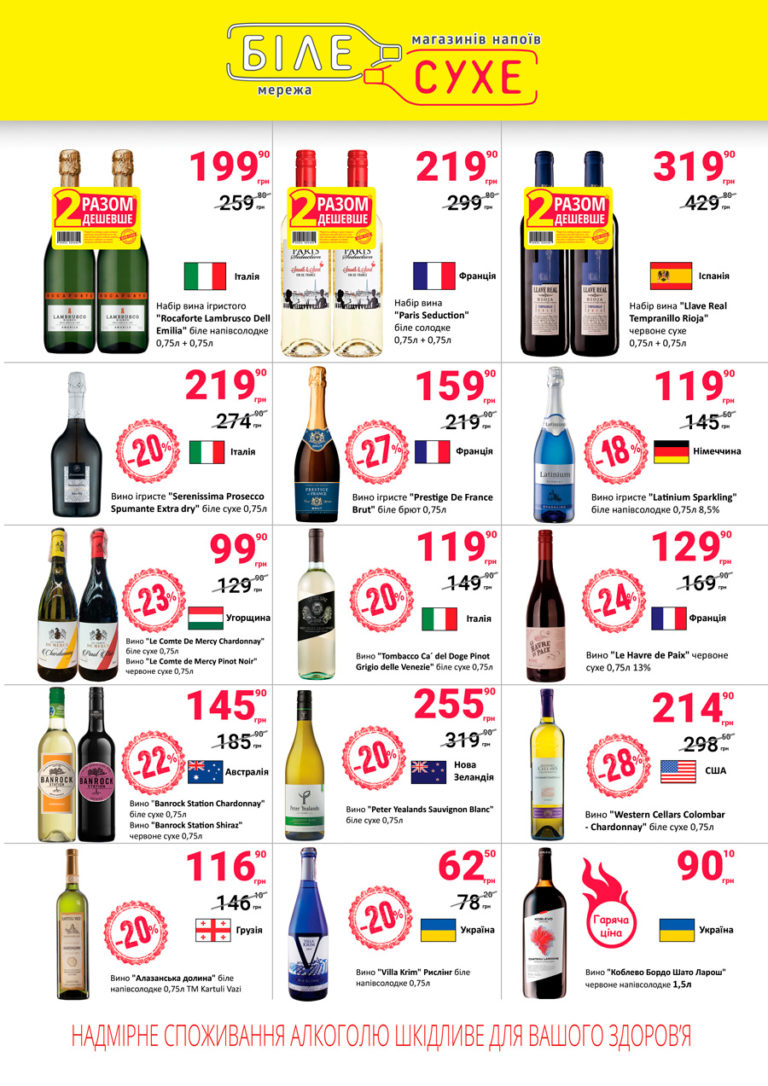 БІЛЕ
магазинів напоїв
мережа
СУХЕ
199 90 грн
259 80 грн
2 РАЗОМ ДЕШЕВШЕ
Італія
Набір вина ігристого
"Rocaforte Lambrusco Dell
Emilia" біле напівсолодке
0,75л + 0,75л
219 90 грн
299 80 грн
2 РАЗОМ ДЕШЕВШЕ
Франція
Набір вина
"Paris Seduction"
біле солодке
0,75л + 0,75л
319 90 грн
429 80 грн
2 РАЗОМ ДЕШЕВШЕ
Іспанія
Набір вина "Llave Real
Tempranillo Rioja"
червоне сухе
0,75л + 0,75л
219 90 грн
274 90 грн
-20%
Італія
Вино ігристе "Serenissima Prosecco
Spumante Extra dry" біле сухе 0,75л
159 90 грн
219 90 грн
-27%
Франція
Вино ігристе "Prestige De France
Brut" біле брют 0,75л
119 90 грн
145 50 грн
-18%
Німеччина
Вино ігристе "Latinium Sparkling"
біле напівсолодке 0,75л 8,5%
99 90 грн
129 90 грн
-23%
Угорщина
Вино "Le Comte De Mercy Chardonnay"
біле сухе 0,75л
Вино "Le Comte de Mercy Pinot Noir"
червоне сухе 0,75л
119 90 грн
149 90 грн
-20%
Італія
Вино "Tombacco Ca´ del Doge Pinot
Grigio delle Venezie" біле сухе 0,75л
129 90 грн
169 90 грн
-24%
Франція
Вино "Le Havre de Paix" червоне
сухе 0,75л 13%
145 90 грн
185 90 грн
-22%
Австралія
Вино "Banrock Station Chardonnay"
біле сухе 0,75л
Вино "Banrock Station Shiraz"
червоне сухе 0,75л
255 90 грн
319 90 грн
-20%
Нова
Зеландія
Вино "Peter Yealands Sauvignon Blanc"
біле сухе 0,75л
214 90 грн
298 50 грн
-28%
США
Вино "Western Cellars Colombar
- Chardonnay" біле сухе 0,75л
116 90 грн
146 10 грн
-20%
Грузія
Вино "Алазанська долина" біле
напівсолодке 0,75л ТМ Kartuli Vazi
62 50 грн
78 20 грн
-20%
Україна
Вино "Villa Krim" Рислінг біле
напівсолодке 0,75л
90 10 грн
Гаряча
ціна
Україна
Вино "Коблево Бордо Шато Ларош"
червоне напівсолодке 1,5л
НАДМІРНЕ СПОЖИВАННЯ АЛКОГОЛЮ ШКІДЛИВЕ ДЛЯ ВАШОГО ЗДОРОВ'Я